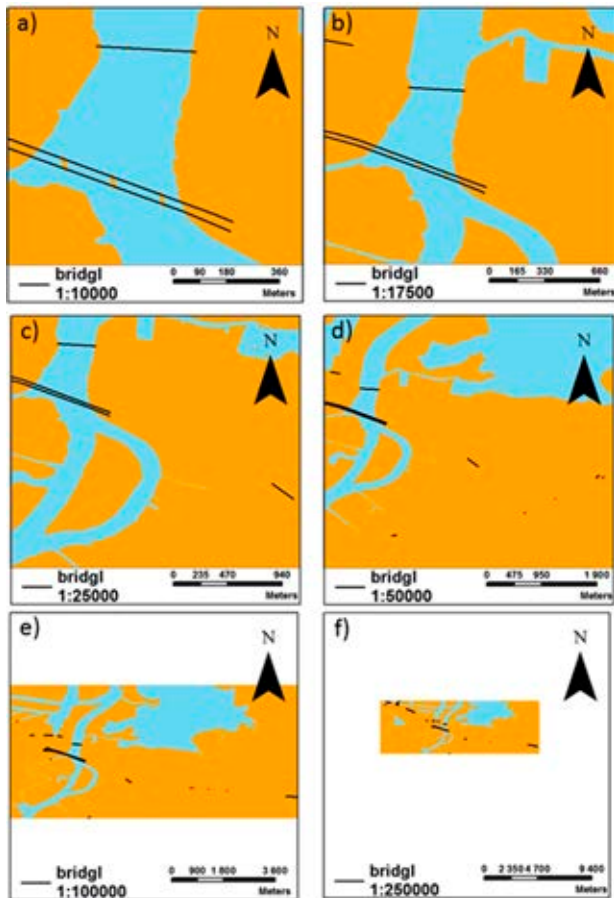 a)
N
bridgl
1:10000
0 90 180 360
Meters
b)
N
bridgl
1:17500
0 165 330 660
Meters
c)
N
bridgl
1:25000
0 235 470 940
Meters
d)
N
bridgl
1:50000
0 475 950 1 900
Meters
e)
N
bridgl
1:100000
0 900 1 800 3 600
Meters
f)
N
bridgl
1:250000
0 2 350 4 700 9 400
Meters